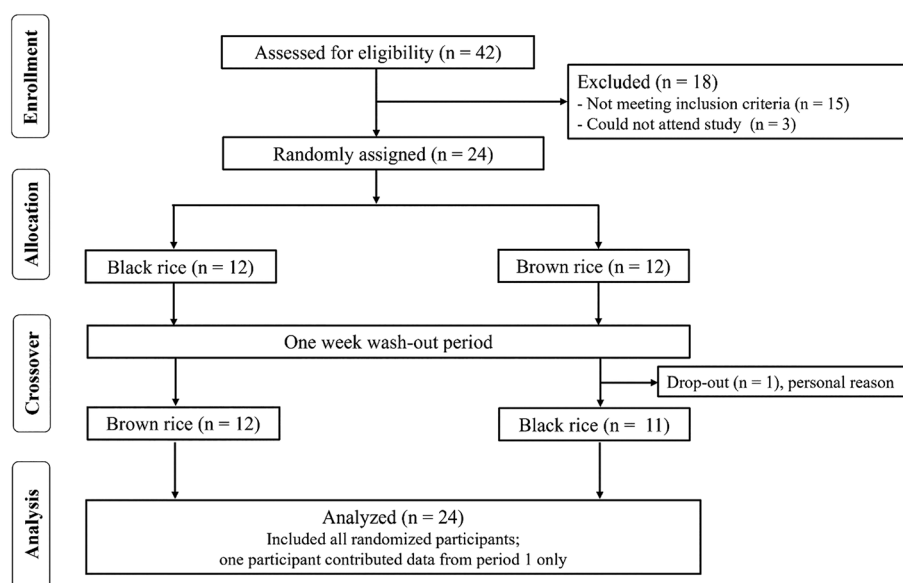 Enrollment
Assessed for eligibility (n = 42)
Excluded (n = 18)
- Not meeting inclusion criteria (n = 15)
- Could not attend study (n = 3)
Randomly assigned (n = 24)
Allocation
Black rice (n = 12)
Brown rice (n = 12)
Crossover
One week wash-out period
Drop-out (n = 1), personal reason
Brown rice (n = 12)
Black rice (n = 11)
Analysis
Analyzed (n = 24)
Included all randomized participants;
one participant contributed data from period 1 only